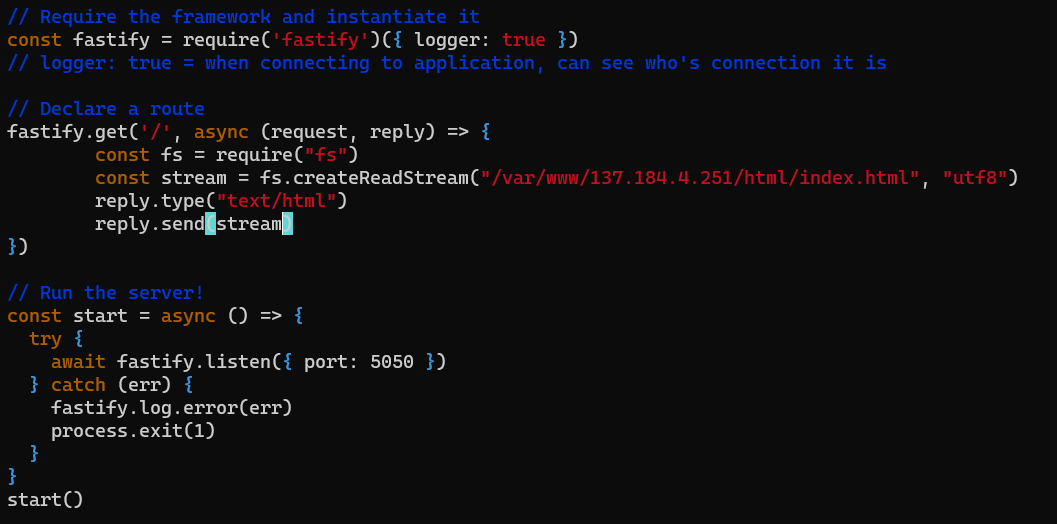 // Require the framework and instantiate it
const fastify = require('fastify')({ logger: true })
// logger: true = when connecting to application, can see who's connection it is

// Declare a route
fastify.get('/', async (request, reply) => {
        const fs = require("fs")
        const stream = fs.createReadStream("/var/www/137.184.4.251/html/index.html", "utf8")
        reply.type("text/html")
        reply.send(stream)
})

// Run the server!
const start = async () => {
  try {
    await fastify.listen({ port: 5050 })
  } catch (err) {
    fastify.log.error(err)
    process.exit(1)
  }
}
start()